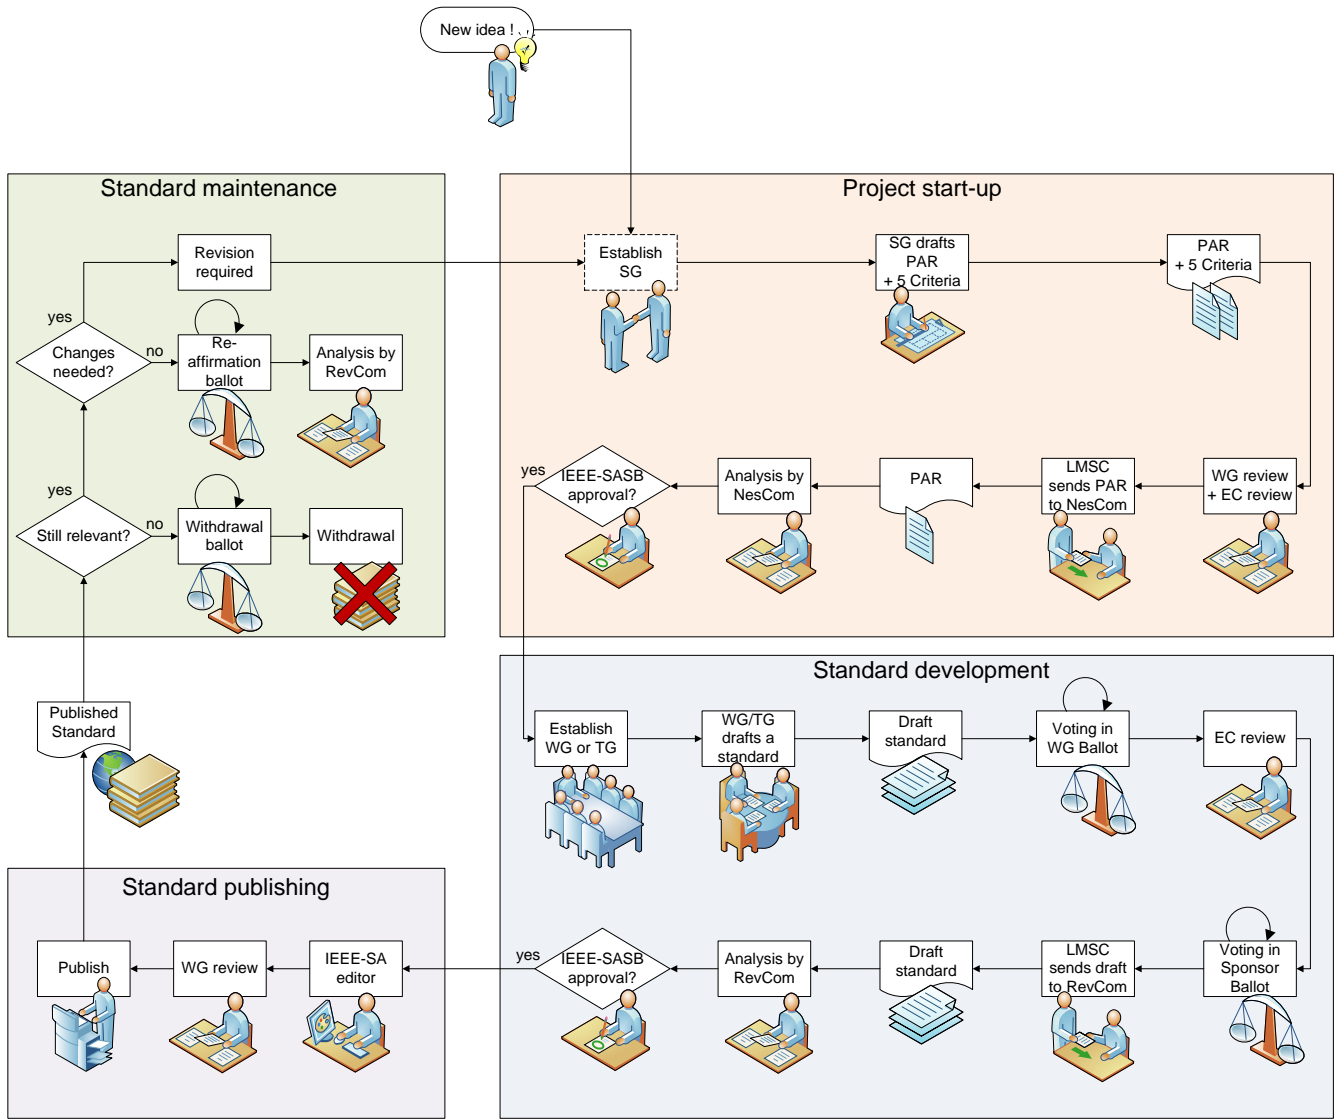 New idea !
Standard maintenance
Revision
required
yes
Changes
needed?
no
Re-
affirmation
ballot
Analysis by
RevCom
yes
Still relevant?
no
Withdrawal
ballot
Withdrawal
Published
Standard
Project start-up
Establish
SG
SG drafts
PAR
+ 5 Criteria
PAR
+ 5 Criteria
yes
IEEE-SASB
approval?
Analysis by
NesCom
PAR
LMSC
sends PAR
to NesCom
WG review
+ EC review
Standard development
Establish
WG or TG
WG/TG
drafts a
standard
Draft
standard
Voting in
WG Ballot
EC review
yes
IEEE-SASB
approval?
Analysis by
RevCom
Draft
standard
LMSC
sends draft
to RevCom
Voting in
Sponsor
Ballot
Standard publishing
Publish
WG review
IEEE-SA
editor